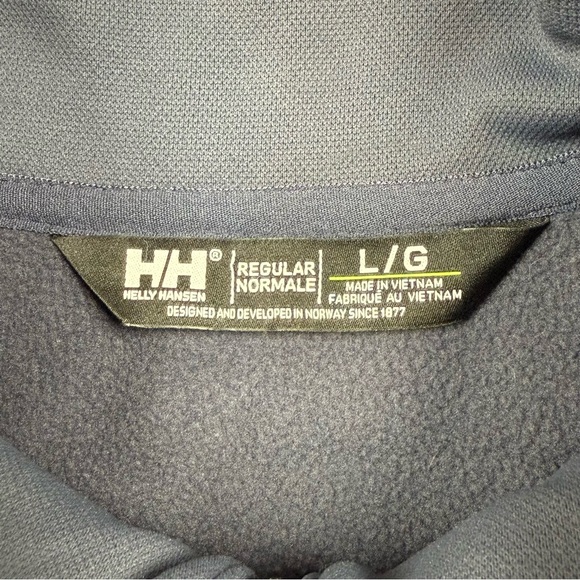 HH®
HELLY HANSEN
REGULAR
NORMALE
L/G
MADE IN VIETNAM
FABRIQUÉ AU VIETNAM
DESIGNED AND DEVELOPED IN NORWAY SINCE 1877